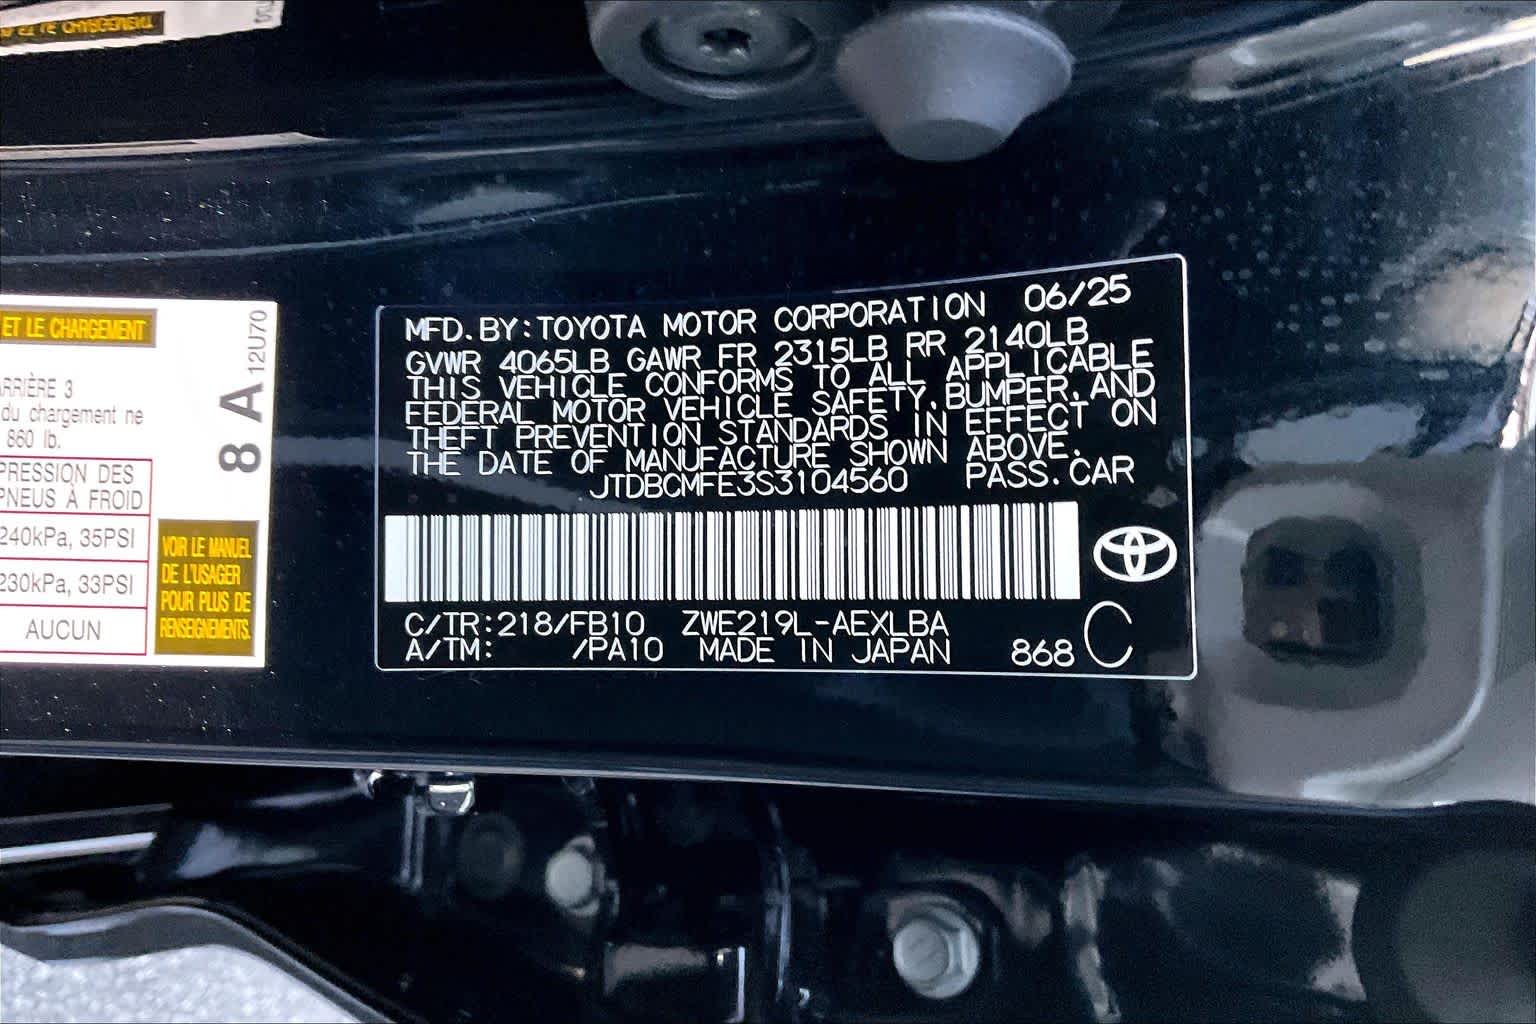 ET LE CHARGEMENT
ET LE CHARGEMENT
12U70
8 A
ARRIÈRE 3
du chargement ne
860 lb.
PRESSION DES
PNEUS À FROID
240kPa, 35PSI
230kPa, 33PSI
AUCUN
VOIR LE MANUEL
DE L'USAGER
POUR PLUS DE
RENSEIGNEMENTS.
MFD.BY:TOYOTA MOTOR CORPORATION 06/25
GVWR 4065LB GAWR FR 2315LB RR 2140LB
THIS VEHICLE CONFORMS TO ALL APPLICABLE
FEDERAL MOTOR VEHICLE SAFETY,BUMPER,AND
THEFT PREVENTION STANDARDS IN EFFECT ON
THE DATE OF MANUFACTURE SHOWN ABOVE.
JTDBCMFE3S3104560 PASS.CAR
C/TR:218/FB10 ZWE219L-AEXLBA
A/TM: /PA10 MADE IN JAPAN 868 C